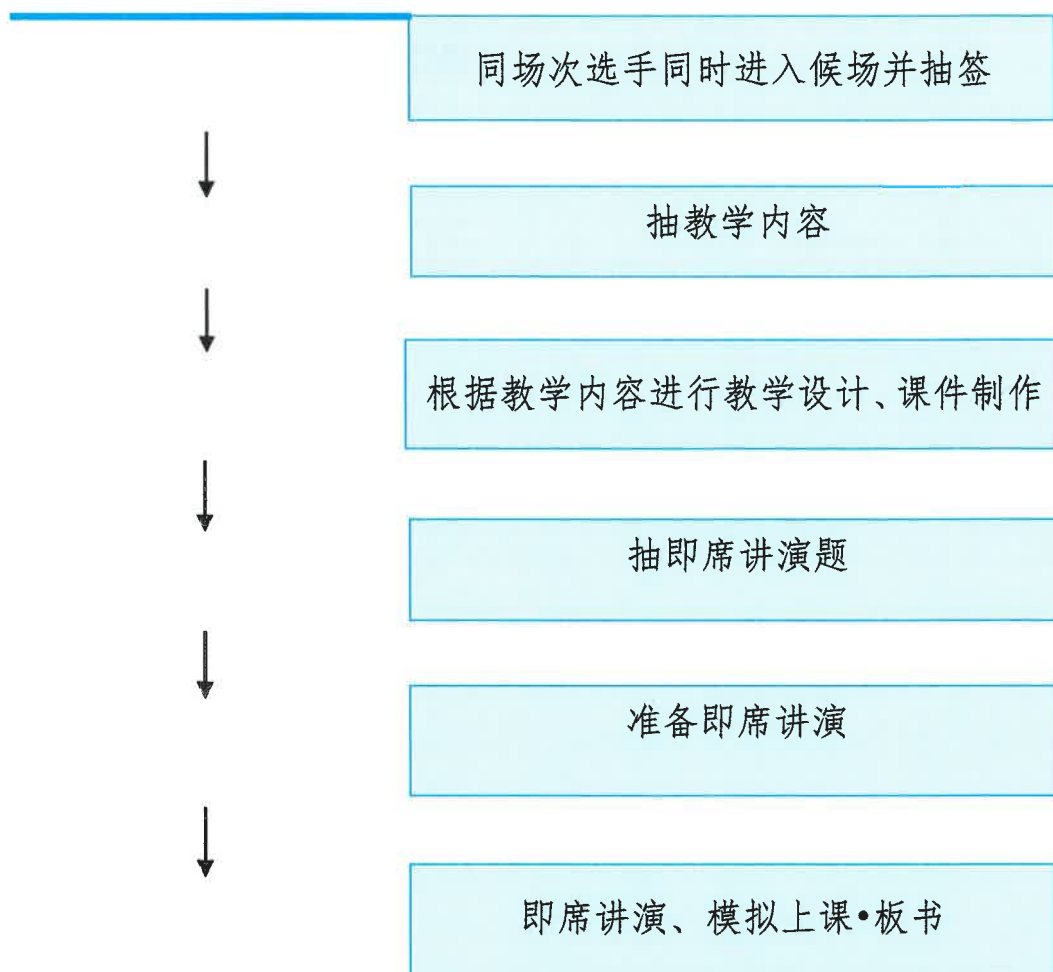 同场次选手同时进入候场并抽签
抽教学内容
根据教学内容进行教学设计、课件制作
抽即席讲演题
准备即席讲演
即席讲演、模拟上课•板书